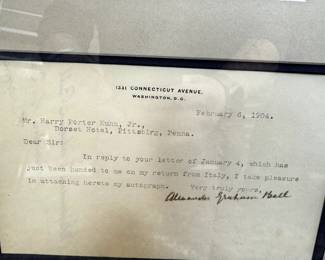 1331 CONNECTICUT AVENUE.
WASHINGTON, D.C.
February 6, 1904.
Mr. Harry Porter Kuhn, Jr.,
Dorset Hotel, Pittsbirg, Penna.
Dear Sir:
In reply to your letter of January 4, which has
just been handed to me on my return from Italy, I take pleasure
in attaching hereto my autograph. Very truly yours,
Alexander Graham Bell